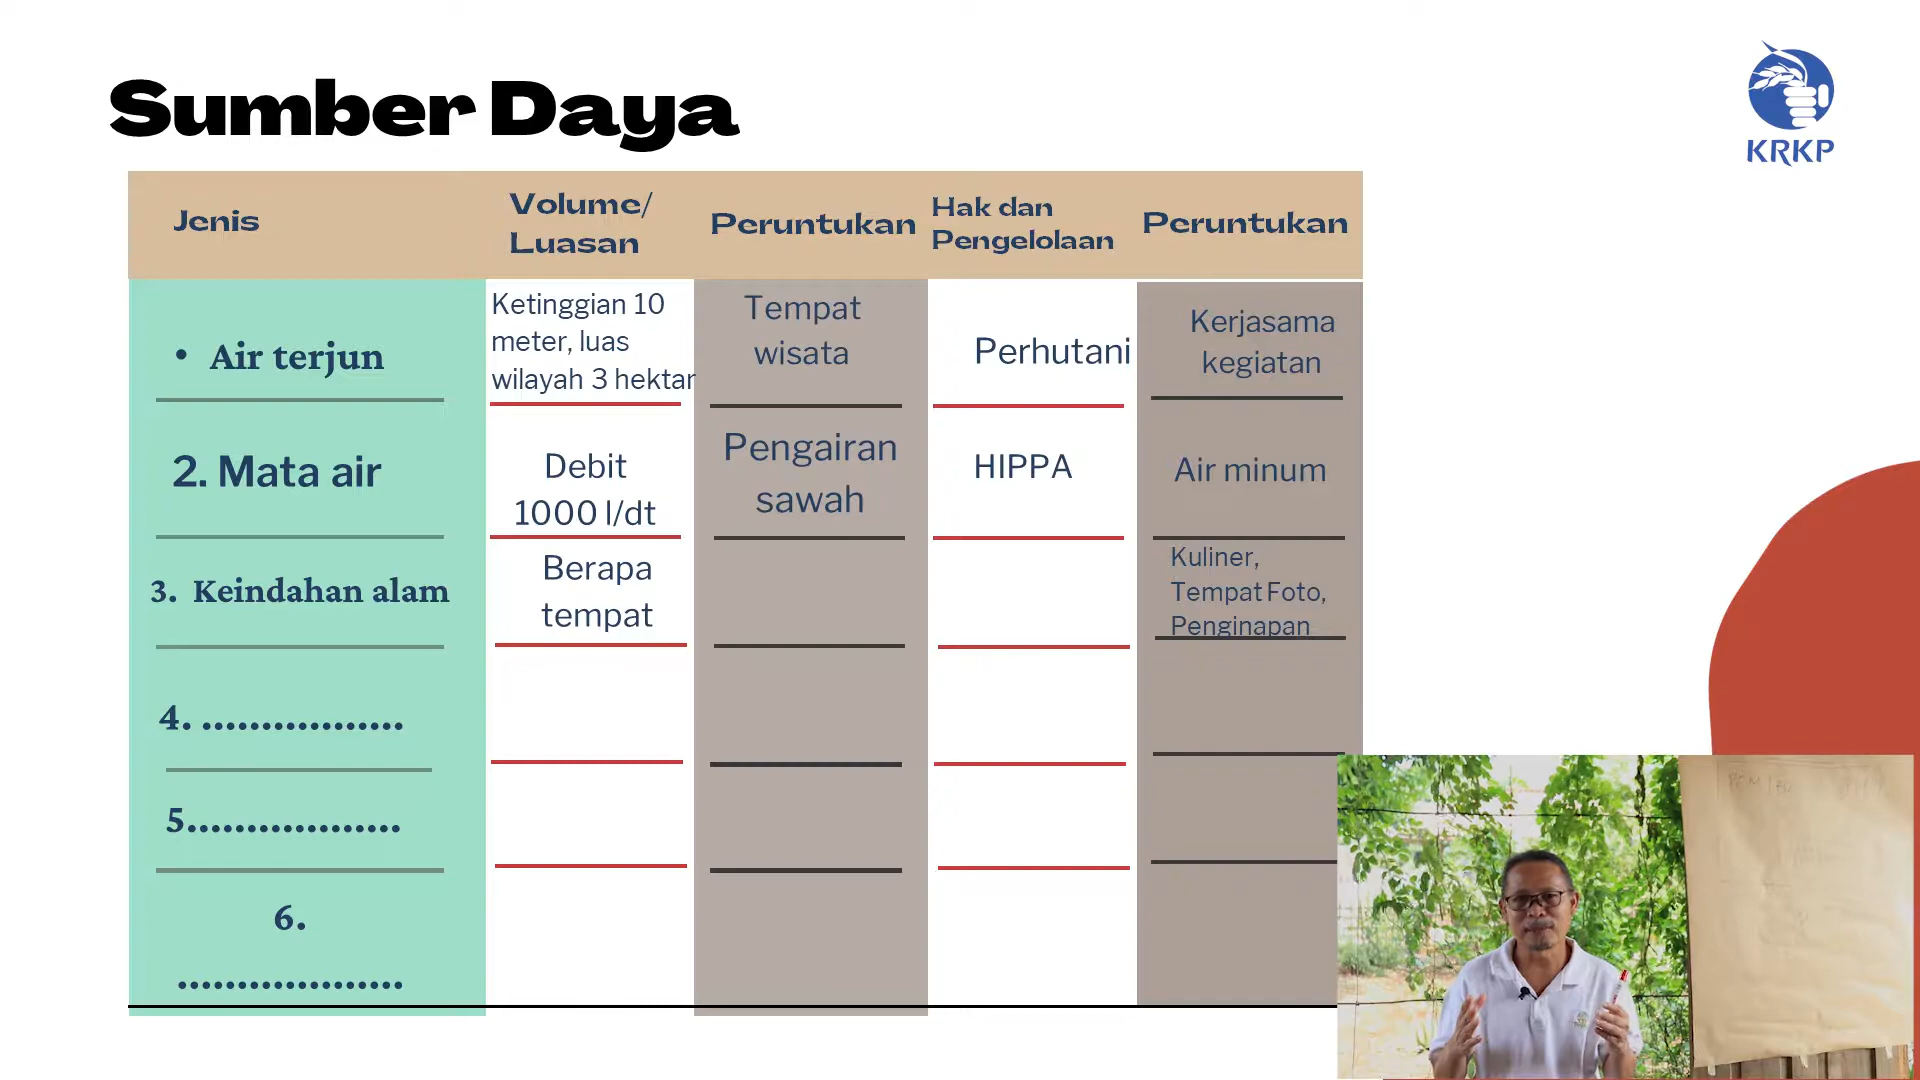 Sumber Daya
KRKP
Jenis
Volume/
Luasan
Peruntukan
Hak dan
Pengelolaan
Peruntukan
• Air terjun
Ketinggian 10
meter, luas
wilayah 3 hektar
Tempat
wisata
Perhutani
Kerjasama
kegiatan
2. Mata air
Debit
1000 l/dt
Pengairan
sawah
HIPPA
Air minum
3. Keindahan alam
Berapa
tempat
Kuliner,
Tempat Foto,
Penginapan
4. .................
5..................
6.
...................